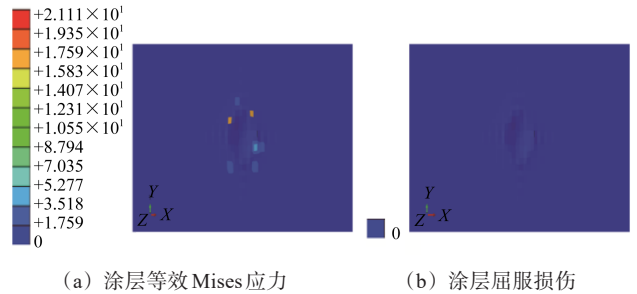 +2.111×10¹
+1.935×10¹
+1.759×10¹
+1.583×10¹
+1.407×10¹
+1.231×10¹
+1.055×10¹
+8.794
+7.035
+5.277
+3.518
+1.759
0
Y
Z X
Y
Z X
0
（a）涂层等效Mises应力
（b）涂层屈服损伤